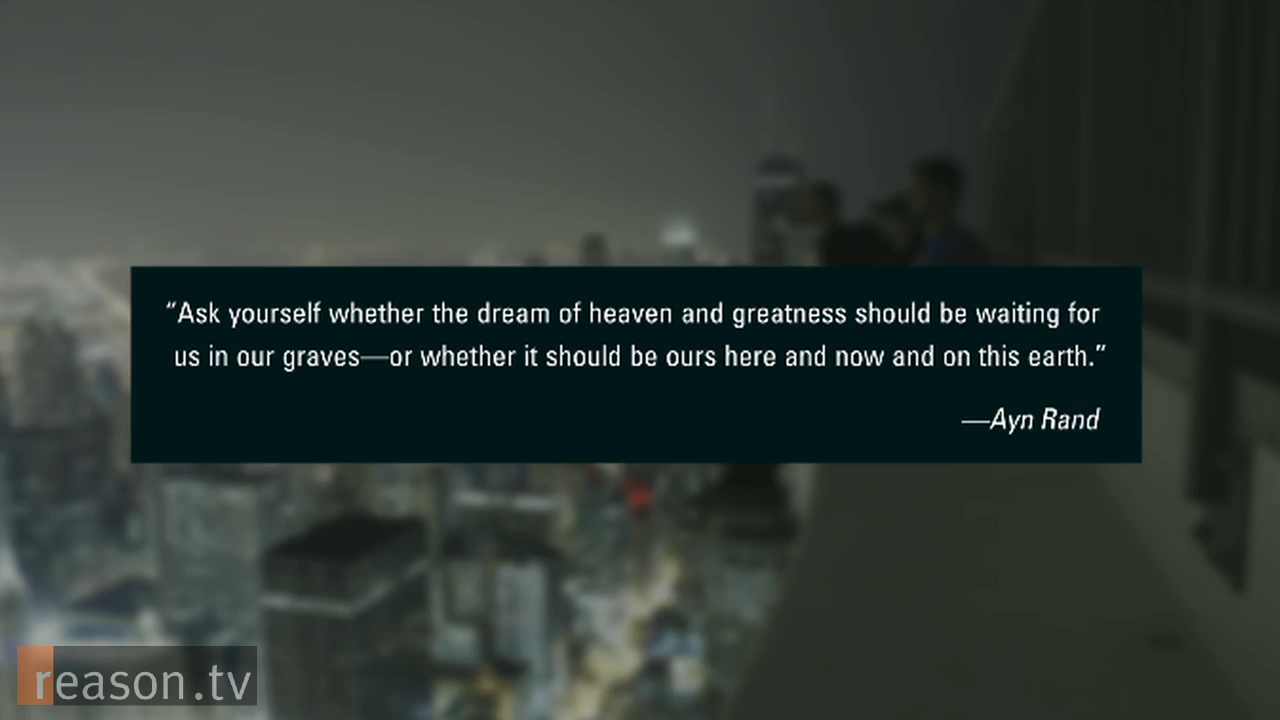 “Ask yourself whether the dream of heaven and greatness should be waiting for
us in our graves—or whether it should be ours here and now and on this earth.”
—Ayn Rand
reason.tv